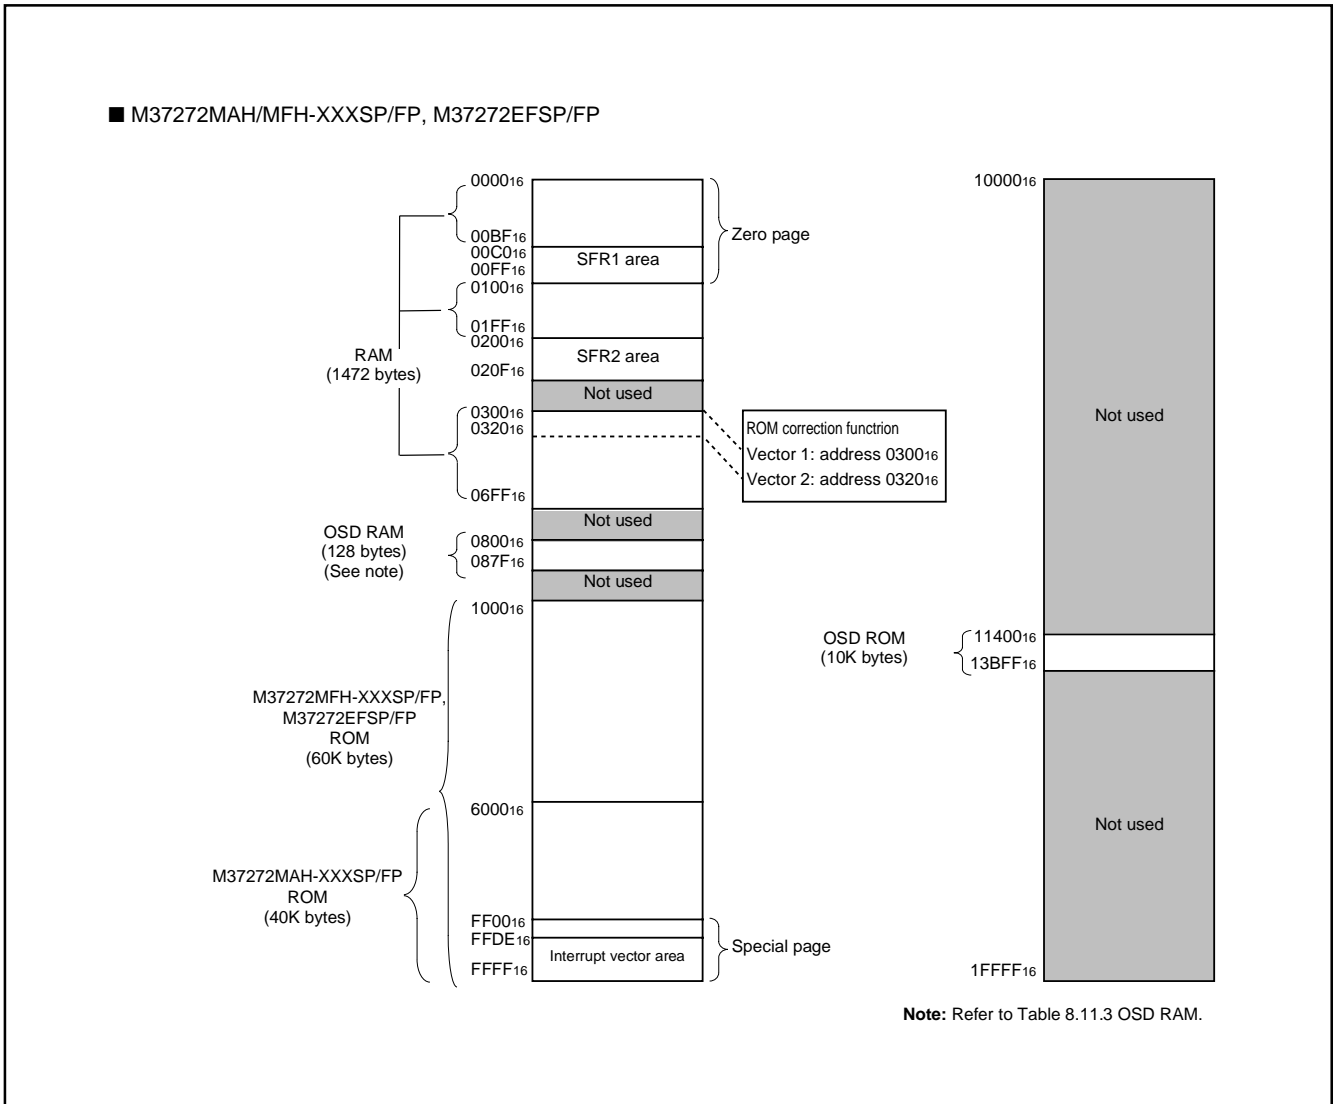 ■ M37272MAH/MFH-XXXSP/FP, M37272EFSP/FP
000016
00BF16
00C016
00FF16
010016
01FF16
020016
020F16
030016
032016
06FF16
080016
087F16
100016
600016
FF0016
FFDE16
FFFF16
RAM
(1472 bytes)
OSD RAM
(128 bytes)
(See note)
M37272MFH-XXXSP/FP,
M37272EFSP/FP
ROM
(60K bytes)
M37272MAH-XXXSP/FP
ROM
(40K bytes)
SFR1 area
SFR2 area
Not used
Not used
Not used
Interrupt vector area
Zero page
ROM correction functrion
Vector 1: address 030016
Vector 2: address 032016
Special page
1000016
Not used
OSD ROM
(10K bytes)
1140016
13BFF16
Not used
1FFFF16
Note: Refer to Table 8.11.3 OSD RAM.